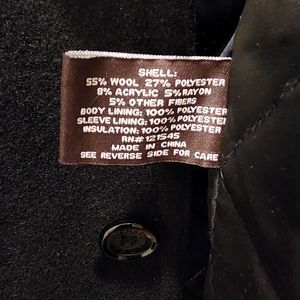 SHELL:
55% WOOL 27% POLYESTER
8% ACRYLIC 5% RAYON
5% OTHER FIBERS
BODY LINING: 100% POLYESTER
SLEEVE LINING: 100% POLYESTER
INSULATION: 100% POLYESTER
RN# 121545
MADE IN CHINA
SEE REVERSE SIDE FOR CARE